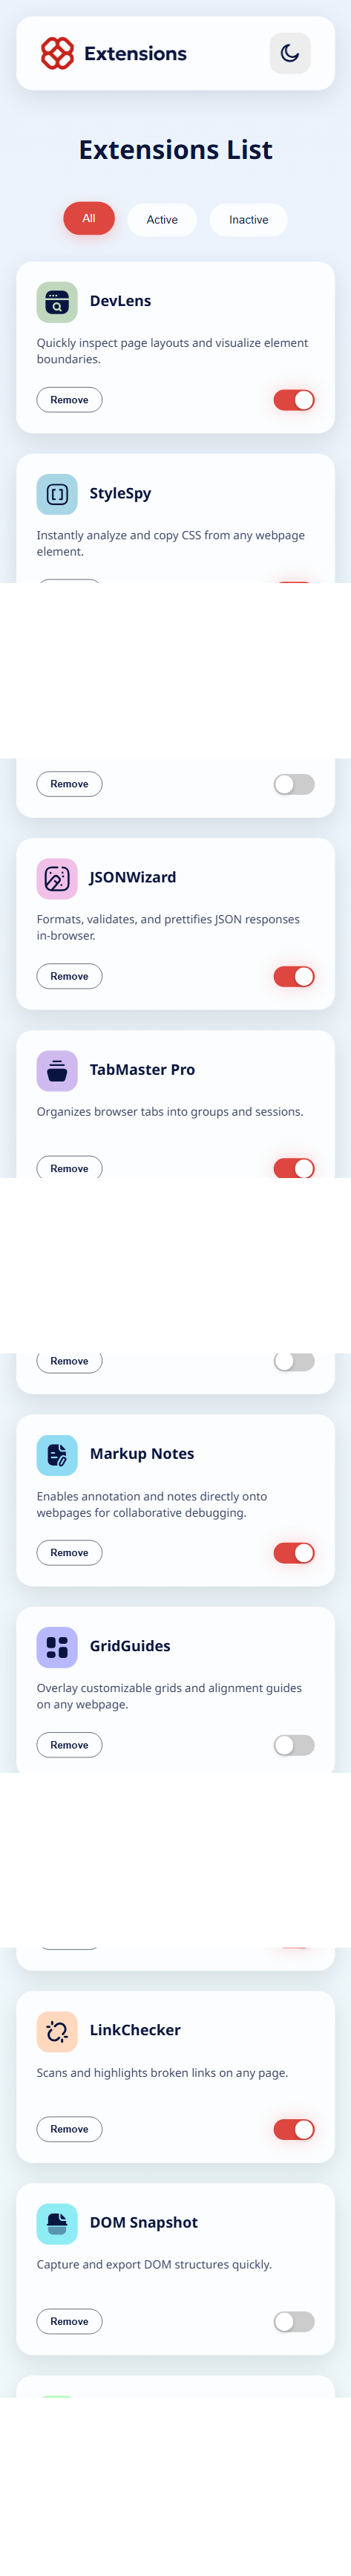 Extensions
Extensions List
All
Active
Inactive
DevLens
Quickly inspect page layouts and visualize element
boundaries.
Remove
StyleSpy
Instantly analyze and copy CSS from any webpage
element.
Remove
JSONWizard
Formats, validates, and prettifies JSON responses
in-browser.
Remove
TabMaster Pro
Organizes browser tabs into groups and sessions.
Remove
Remove
Markup Notes
Enables annotation and notes directly onto
webpages for collaborative debugging.
Remove
GridGuides
Overlay customizable grids and alignment guides
on any webpage.
Remove
LinkChecker
Scans and highlights broken links on any page.
Remove
DOM Snapshot
Capture and export DOM structures quickly.
Remove